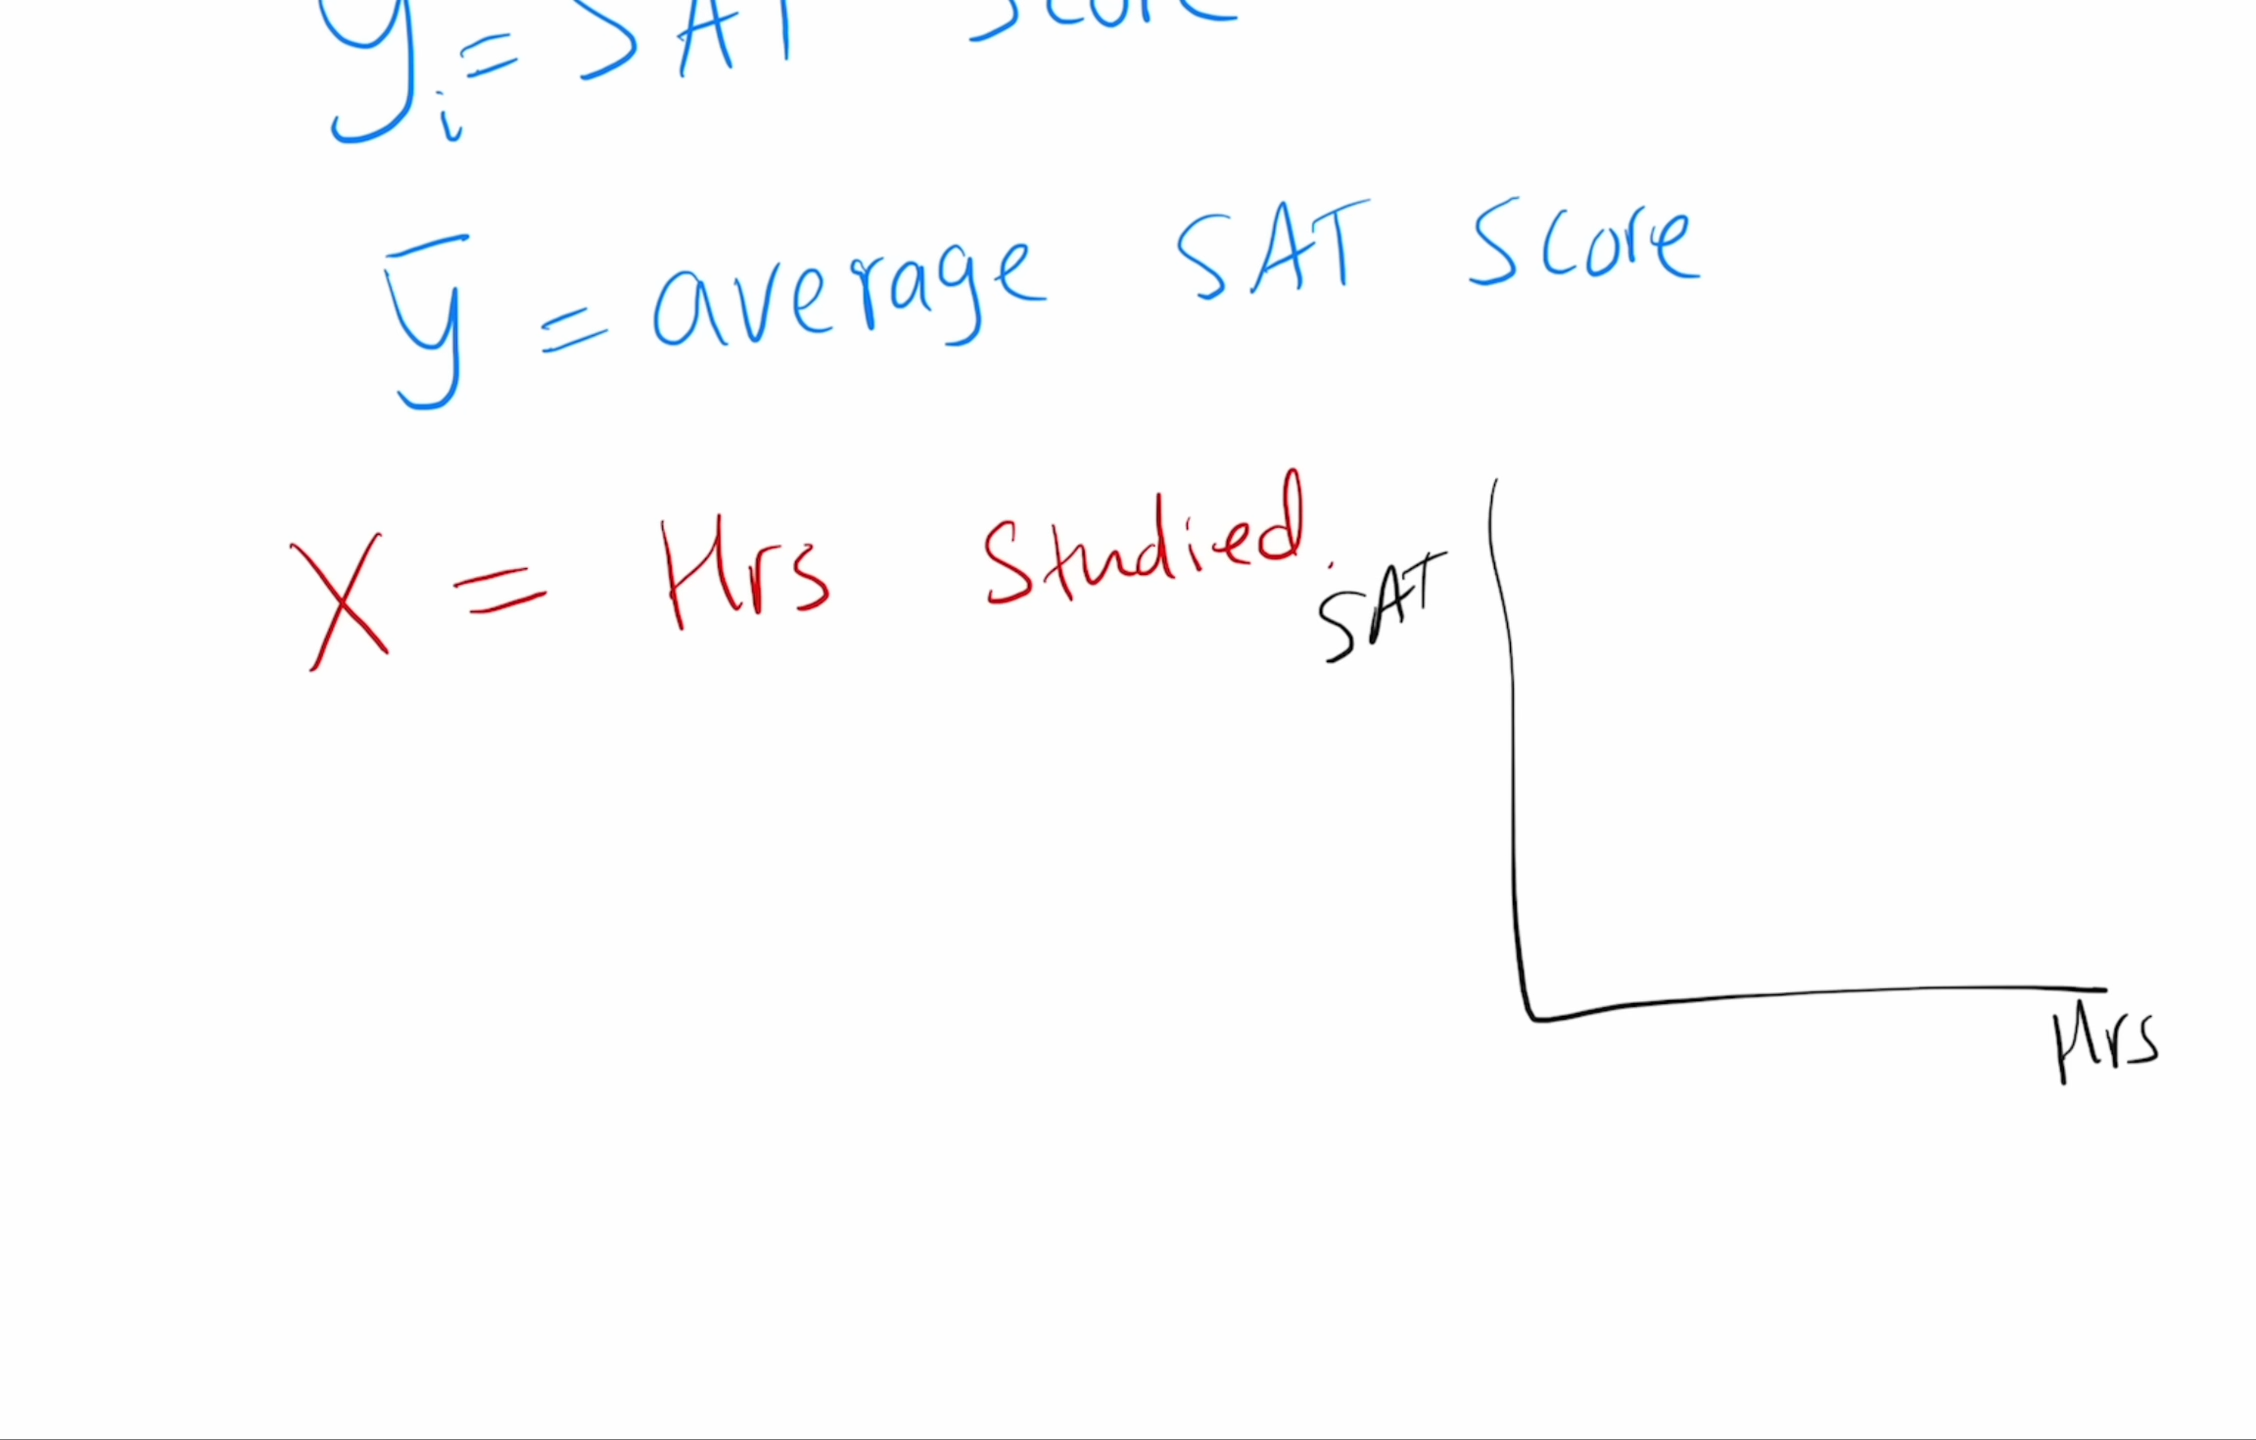 yᵢ = SAT Score
ȳ = average SAT Score
X = Hrs Studied.
SAT
Hrs